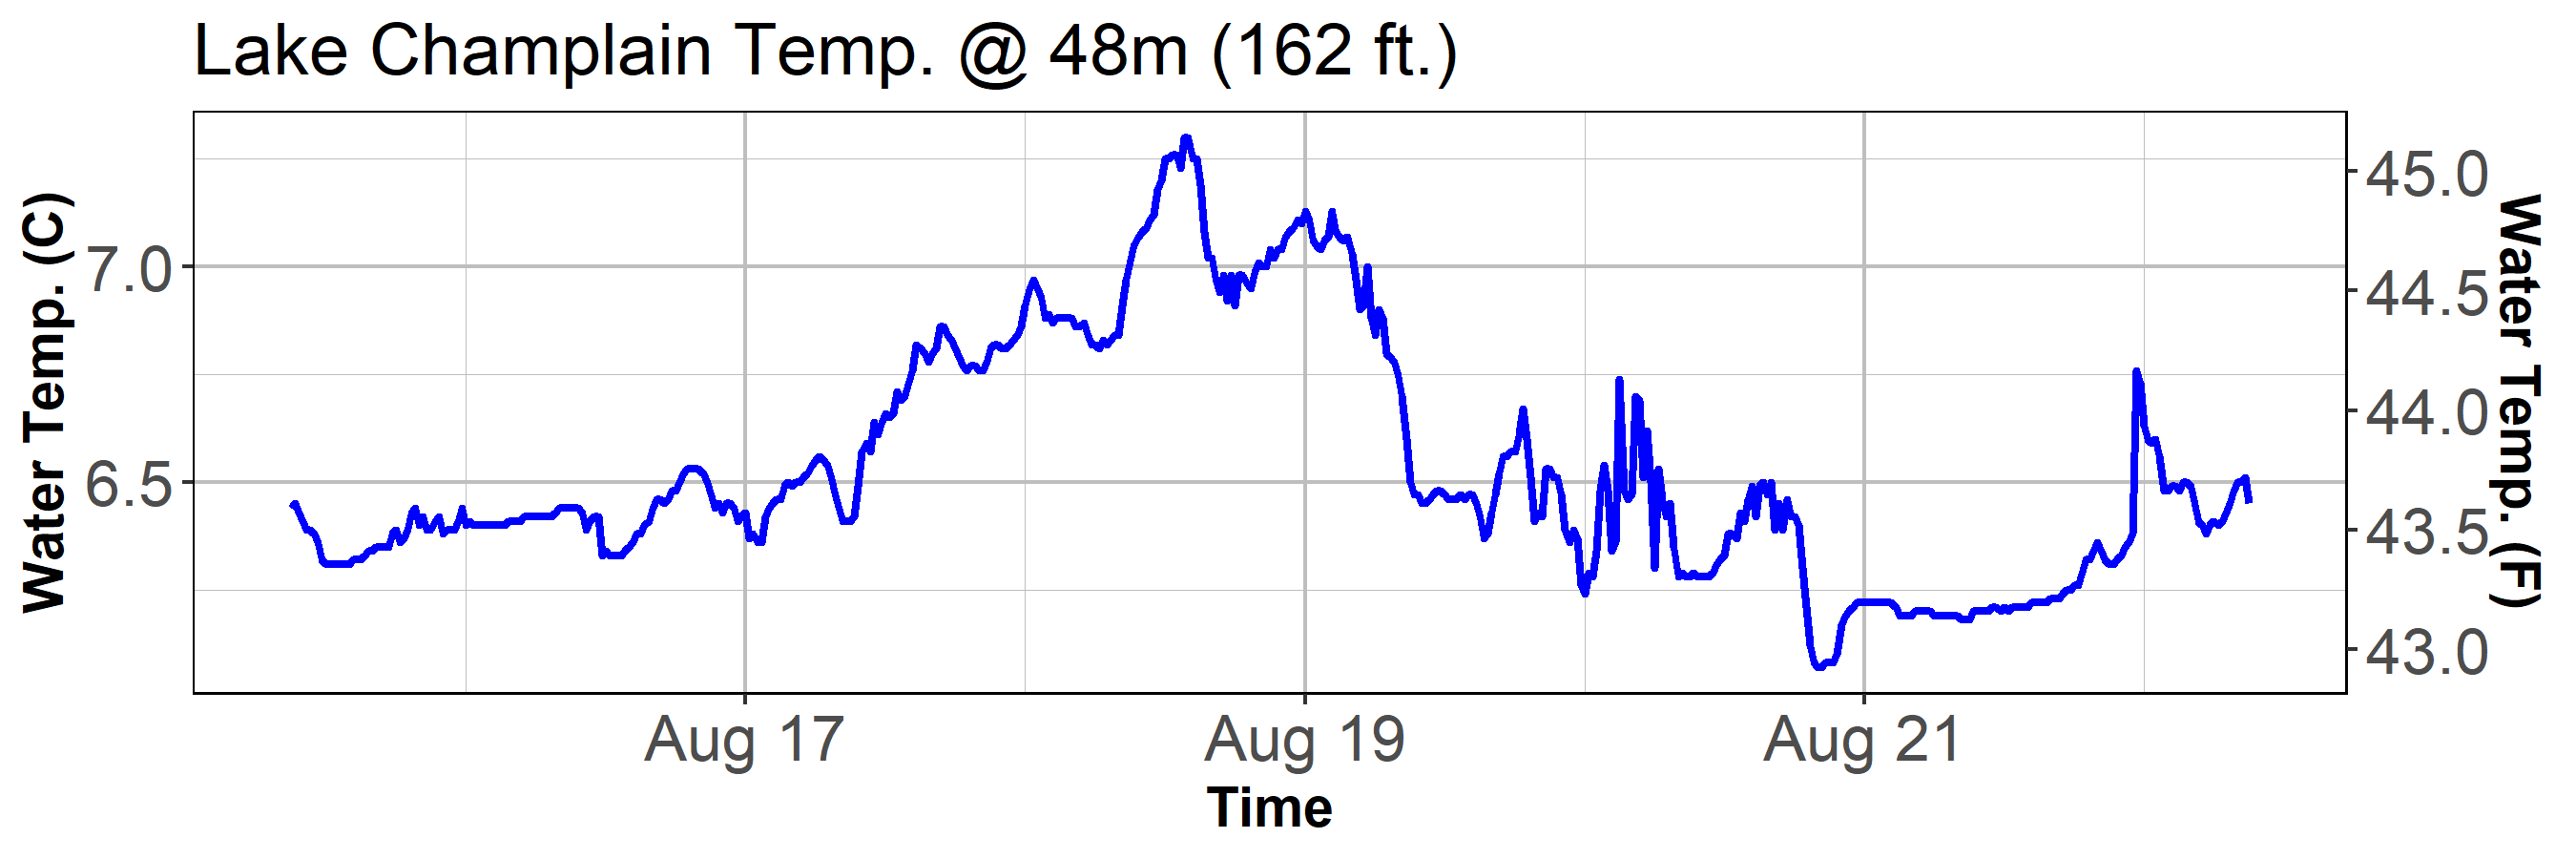 Lake Champlain Temp. @ 48m (162 ft.)
Water Temp. (C)
7.0
6.5
45.0
44.5
44.0
43.5
43.0
Water Temp. (F)
Aug 17
Aug 19
Aug 21
Time